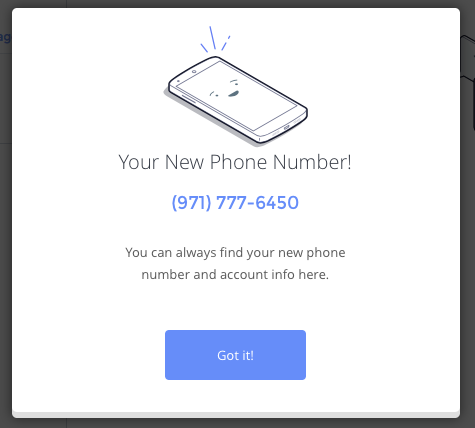 ag
Your New Phone Number!
(971) 777-6450
You can always find your new phone
number and account info here.
Got it!